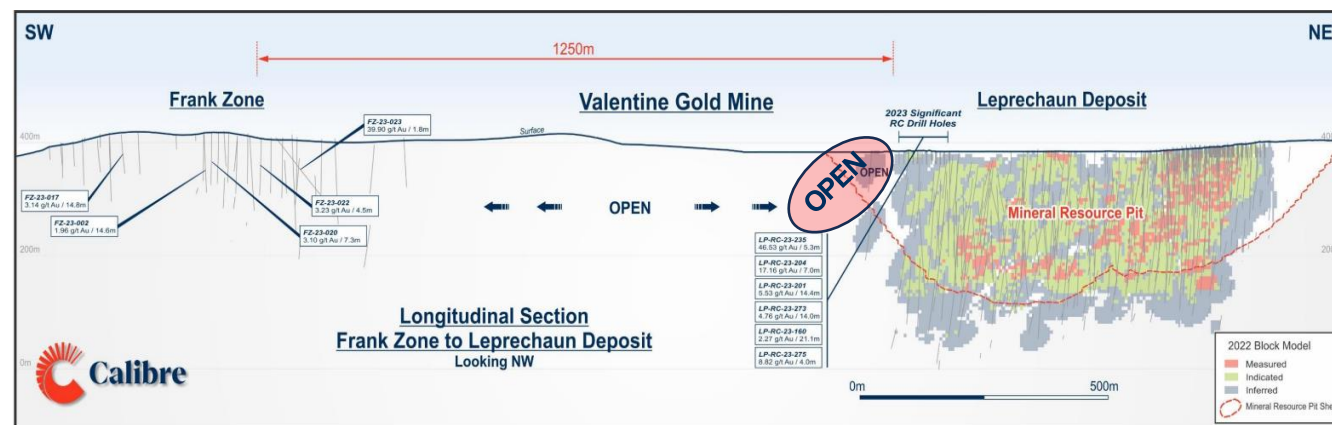 SW
NE
1250m
Frank Zone
Valentine Gold Mine
Leprechaun Deposit
2023 Significant
RC Drill Holes
FZ-23-023
39.90 g/t Au / 1.8m
Surface
400m
400m
OPEN
OPEN
FZ-23-017
3.14 g/t Au / 14.8m
FZ-23-022
3.23 g/t Au / 4.5m
FZ-23-002
1.96 g/t Au / 14.6m
FZ-23-020
3.10 g/t Au / 7.3m
OPEN
Mineral Resource Pit
200m
20
LP-RC-23-235
46.53 g/t Au / 5.3m
LP-RC-23-204
17.16 g/t Au / 7.0m
LP-RC-23-201
5.53 g/t Au / 14.4m
LP-RC-23-273
4.76 g/t Au / 14.0m
LP-RC-23-160
2.27 g/t Au / 21.1m
LP-RC-23-275
8.82 g/t Au / 4.0m
Longitudinal Section
Frank Zone to Leprechaun Deposit
Looking NW
0m
Calibre
0m
500m
2022 Block Model
Measured
Indicated
Inferred
Mineral Resource Pit She